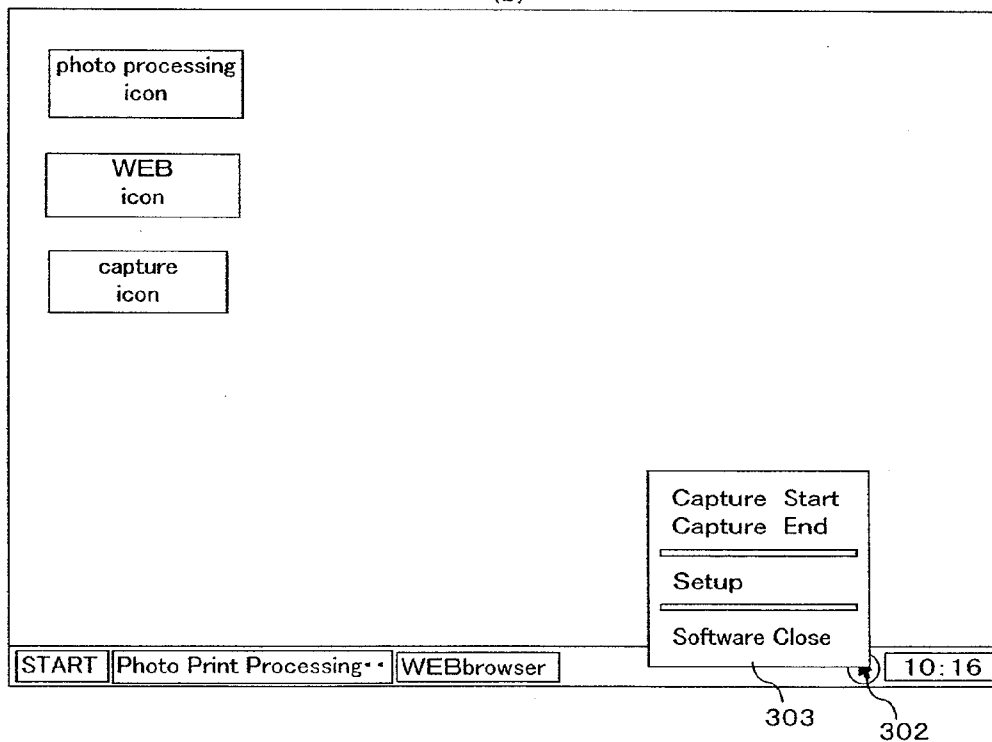 photo processing
icon
WEB
icon
capture
icon
Capture Start
Capture End
Setup
Software Close
START Photo Print Processing・・ WEBbrowser 10:16
303
302